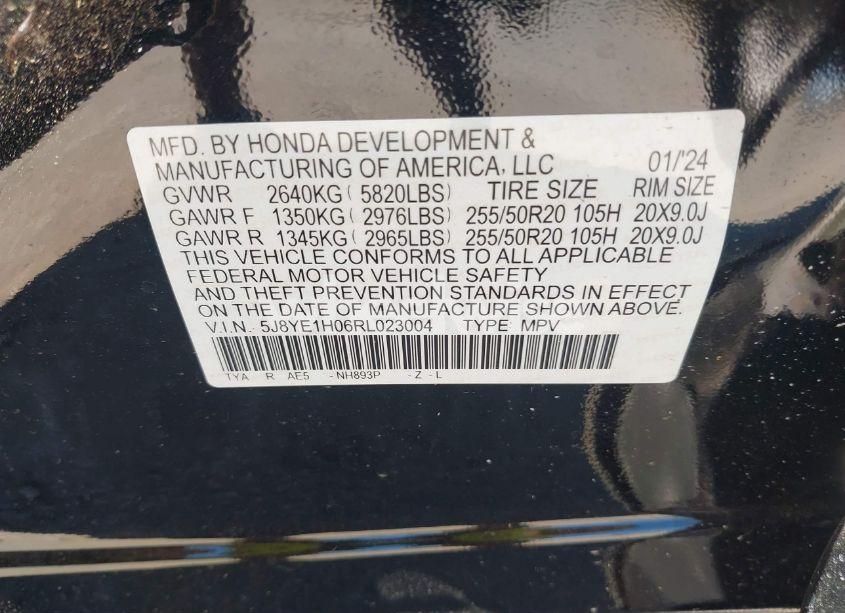 MFD. BY HONDA DEVELOPMENT &
MANUFACTURING OF AMERICA, LLC 01/'24
GVWR 2640KG ( 5820LBS) TIRE SIZE RIM SIZE
GAWR F 1350KG ( 2976LBS) 255/50R20 105H 20X9.0J
GAWR R 1345KG ( 2965LBS) 255/50R20 105H 20X9.0J
THIS VEHICLE CONFORMS TO ALL APPLICABLE
FEDERAL MOTOR VEHICLE SAFETY
AND THEFT PREVENTION STANDARDS IN EFFECT
ON THE DATE OF MANUFACTURE SHOWN ABOVE.
V.I.N. 5J8YE1H06RL023004 TYPE: MPV
TYA R AE5 -NH893P -Z -L